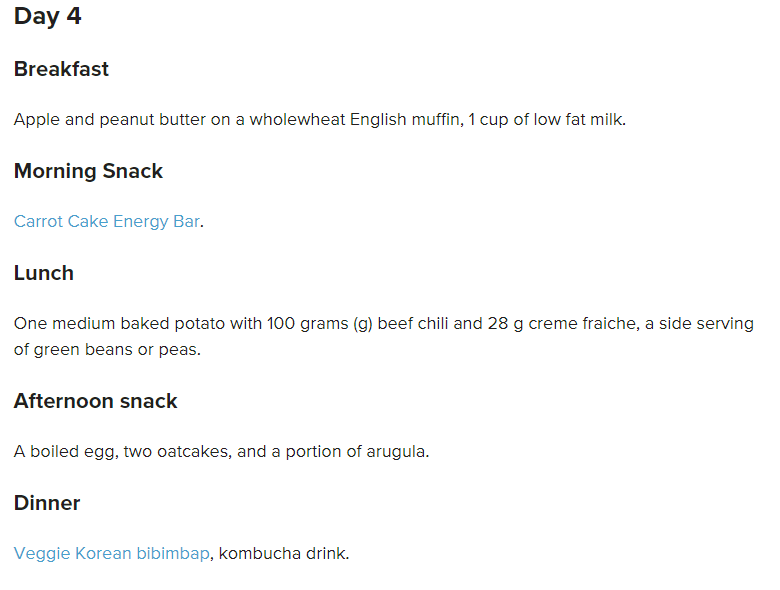 Day 4
Breakfast
Apple and peanut butter on a wholewheat English muffin, 1 cup of low fat milk.
Morning Snack
Carrot Cake Energy Bar.
Lunch
One medium baked potato with 100 grams (g) beef chili and 28 g creme fraiche, a side serving
of green beans or peas.
Afternoon snack
A boiled egg, two oatcakes, and a portion of arugula.
Dinner
Veggie Korean bibimbap, kombucha drink.